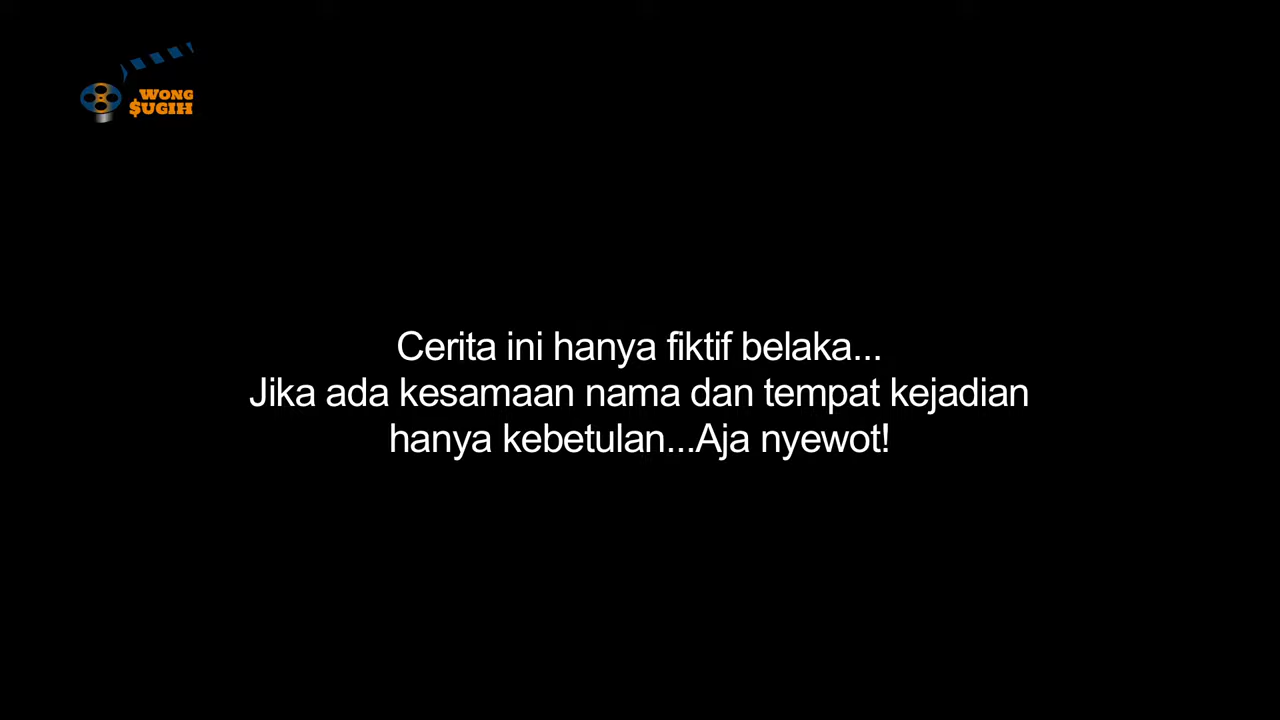 WONG
$UGIH
Cerita ini hanya fiktif belaka...
Jika ada kesamaan nama dan tempat kejadian
hanya kebetulan...Aja nyewot!